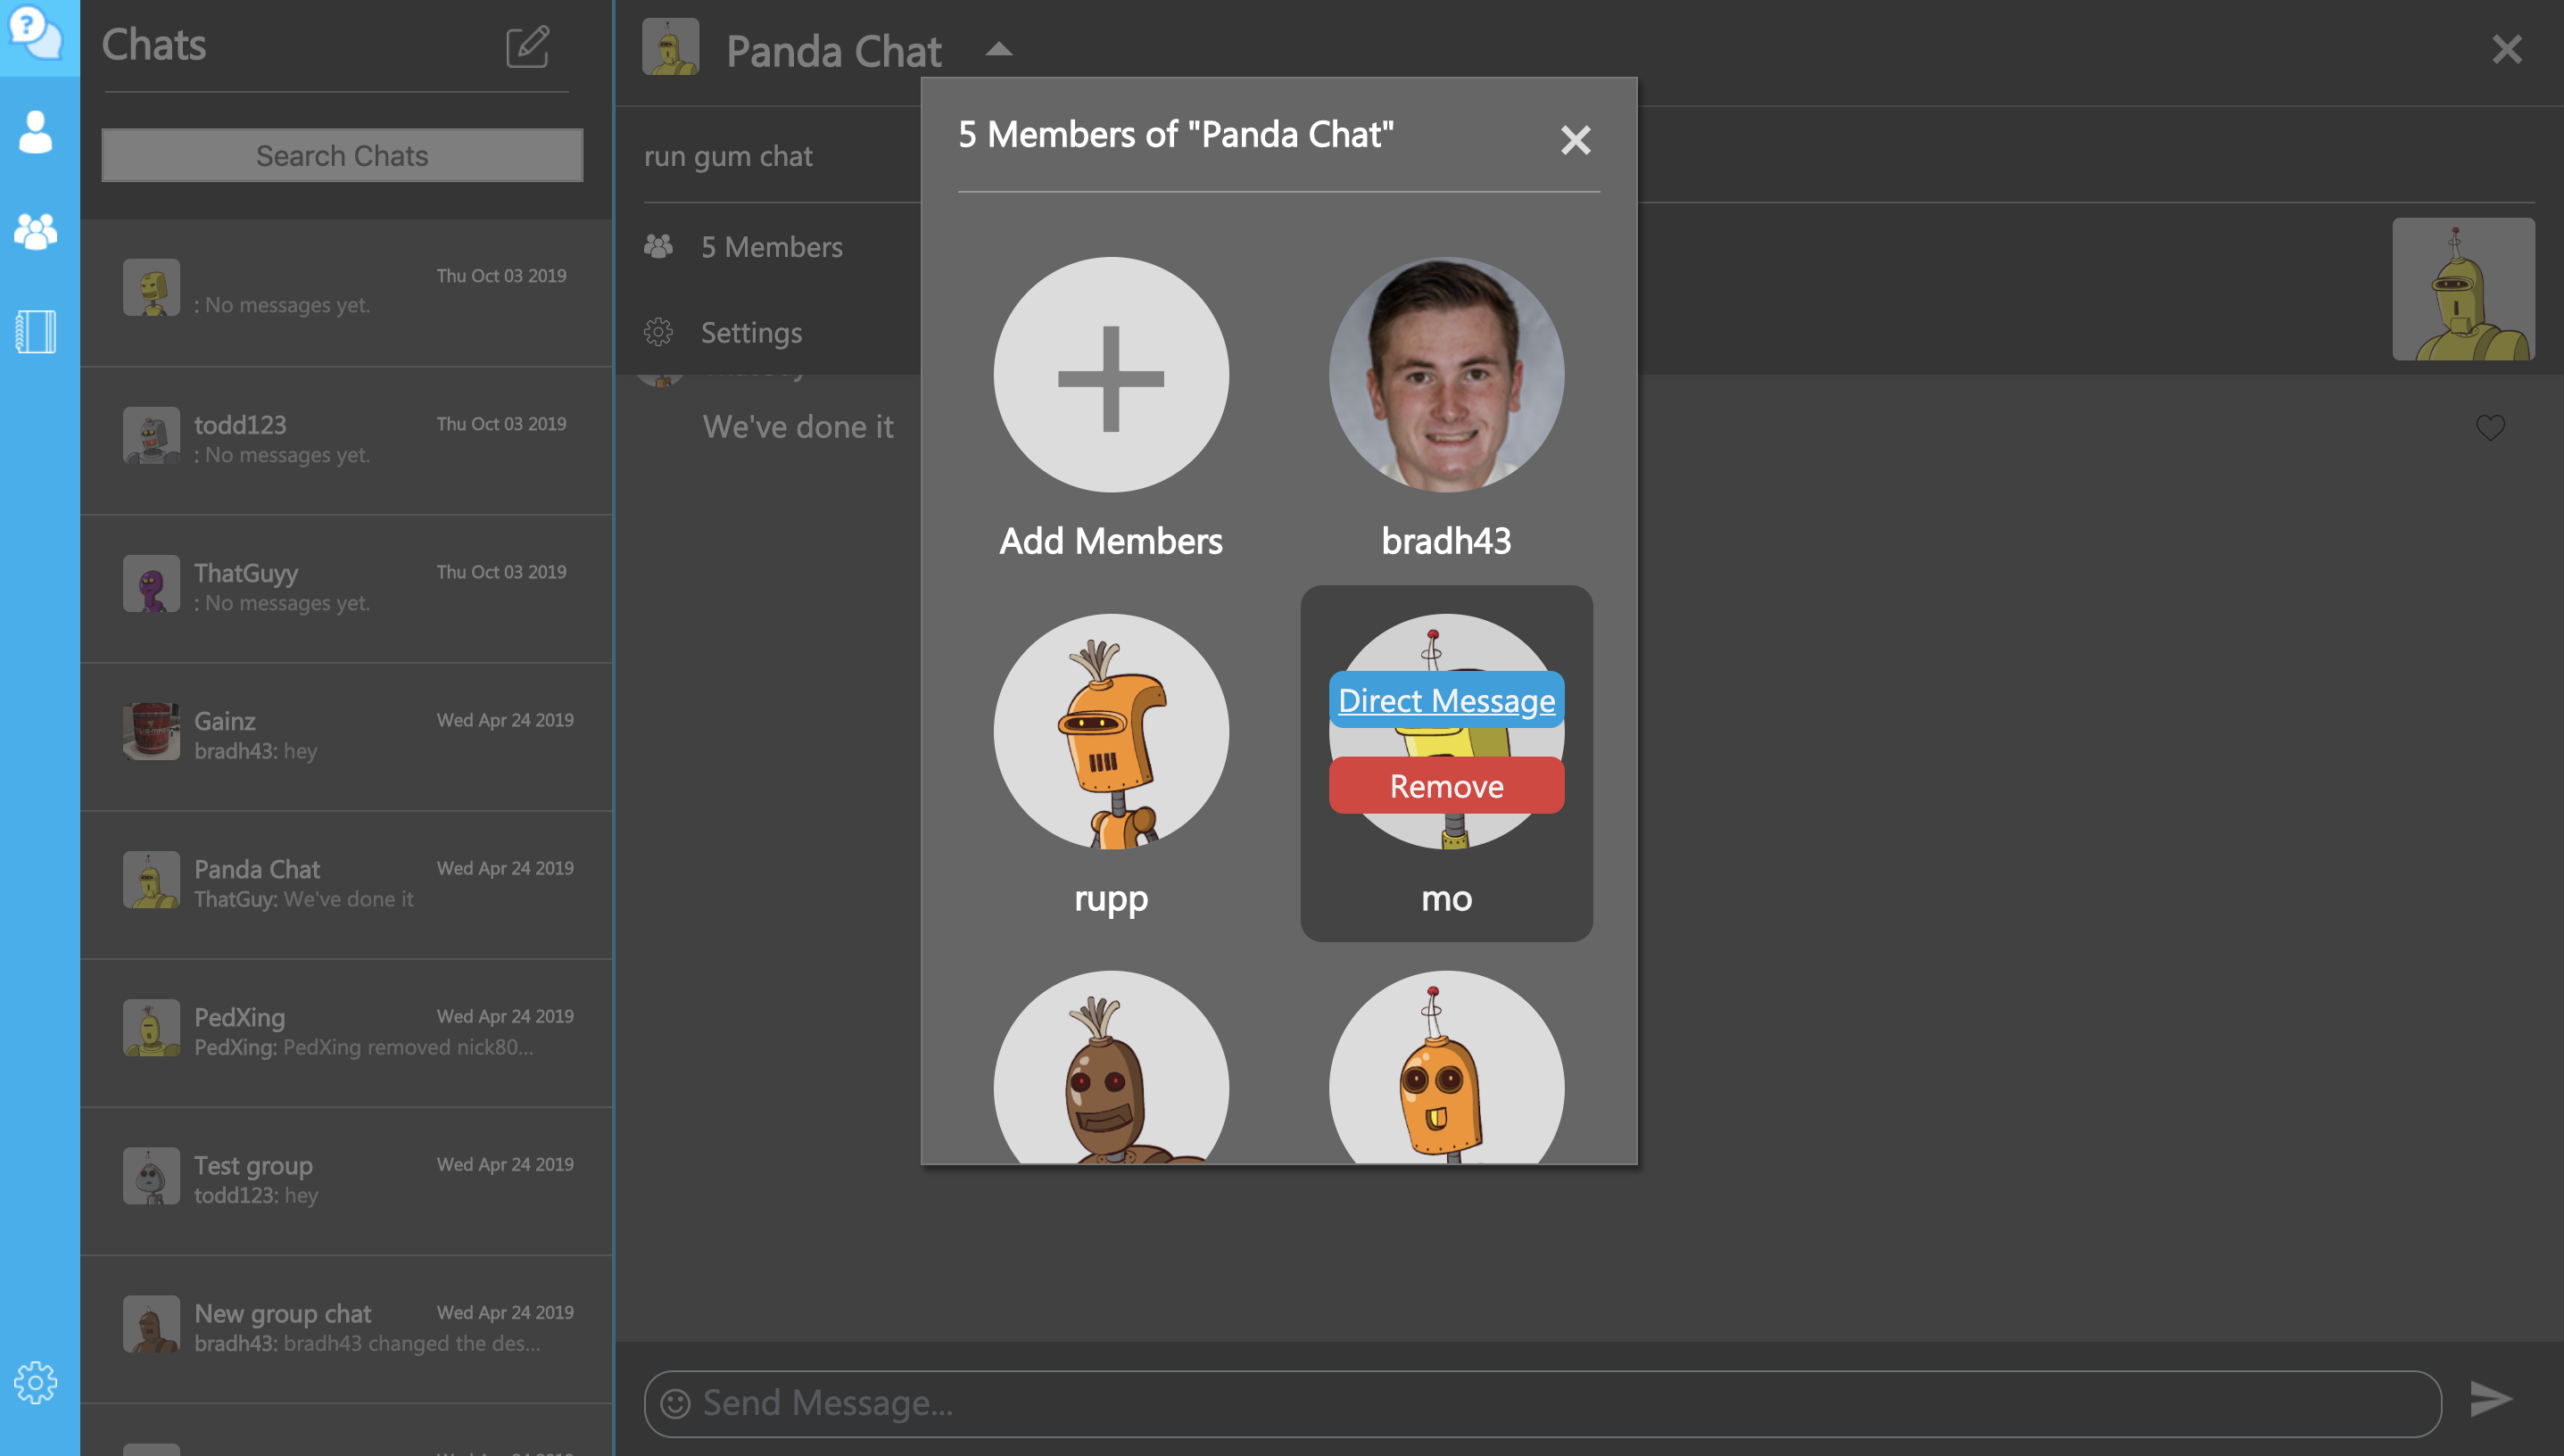 Chats
Search Chats
Thu Oct 03 2019
: No messages yet.
todd123
Thu Oct 03 2019
: No messages yet.
ThatGuyy
Thu Oct 03 2019
: No messages yet.
Gainz
Wed Apr 24 2019
bradh43: hey
Panda Chat
Wed Apr 24 2019
ThatGuy: We've done it
PedXing
Wed Apr 24 2019
PedXing: PedXing removed nick80...
Test group
Wed Apr 24 2019
todd123: hey
New group chat
Wed Apr 24 2019
bradh43: bradh43 changed the des...
Panda Chat
run gum chat
5 Members
Settings
We've done it
Send Message...
5 Members of "Panda Chat"
Add Members
bradh43
rupp
Direct Message
Remove
mo